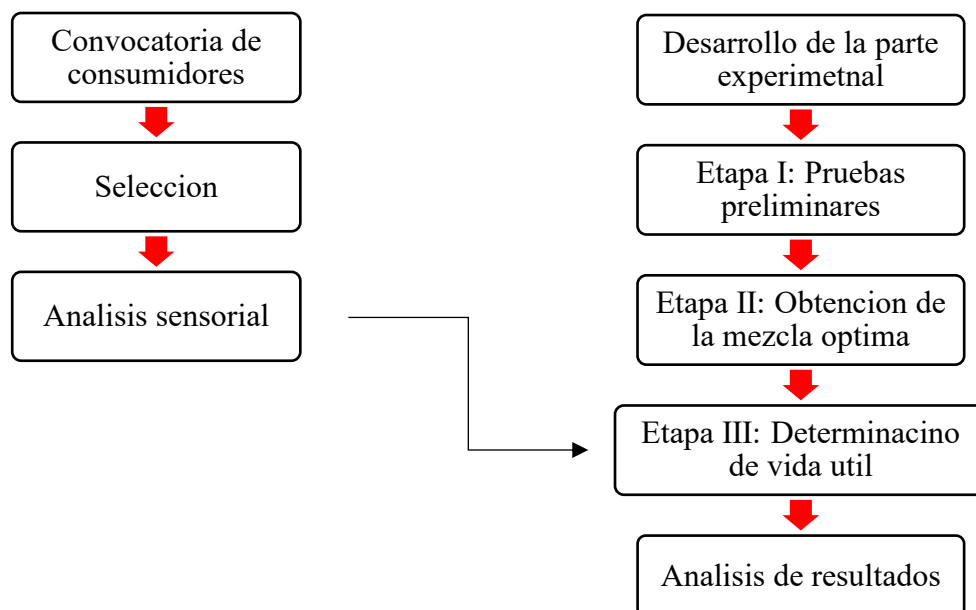 Convocatoria de
consumidores
Seleccion
Analisis sensorial
Desarrollo de la parte
experimetnal
Etapa I: Pruebas
preliminares
Etapa II: Obtencion de
la mezcla optima
Etapa III: Determinacino
de vida util
Analisis de resultados